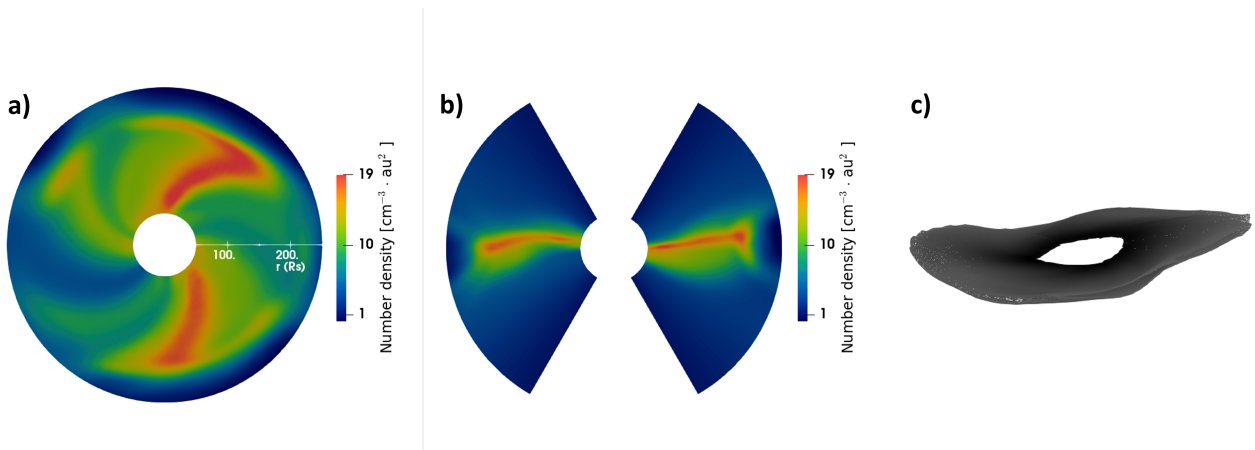 a)
100.
200.
r (Rs)
19
10
1
Number density [cm⁻³ · au² ]
b)
19
10
1
Number density [cm⁻³ · au² ]
c)